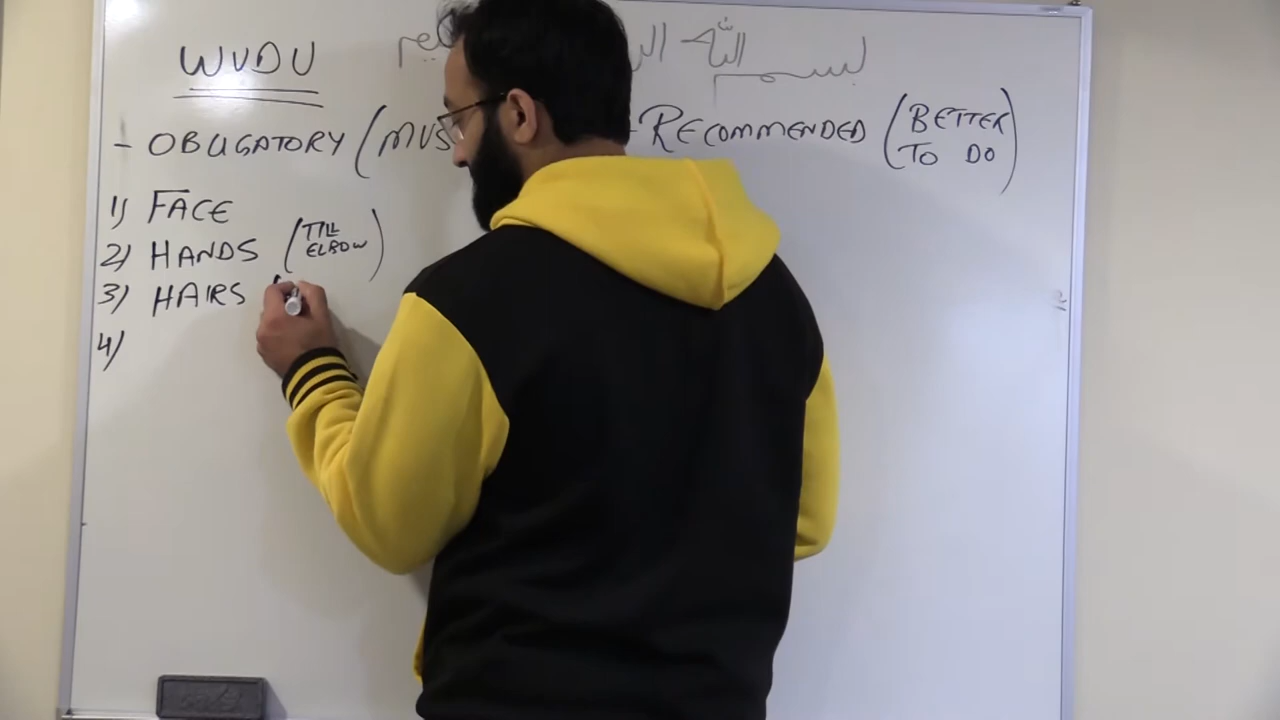 بسم الله
WUDU
- OBLIGATORY (MUS
- RECOMMENDED (BETTER TO DO)
1) FACE
2) HANDS (TILL ELBOW)
3) HAIRS (
4)